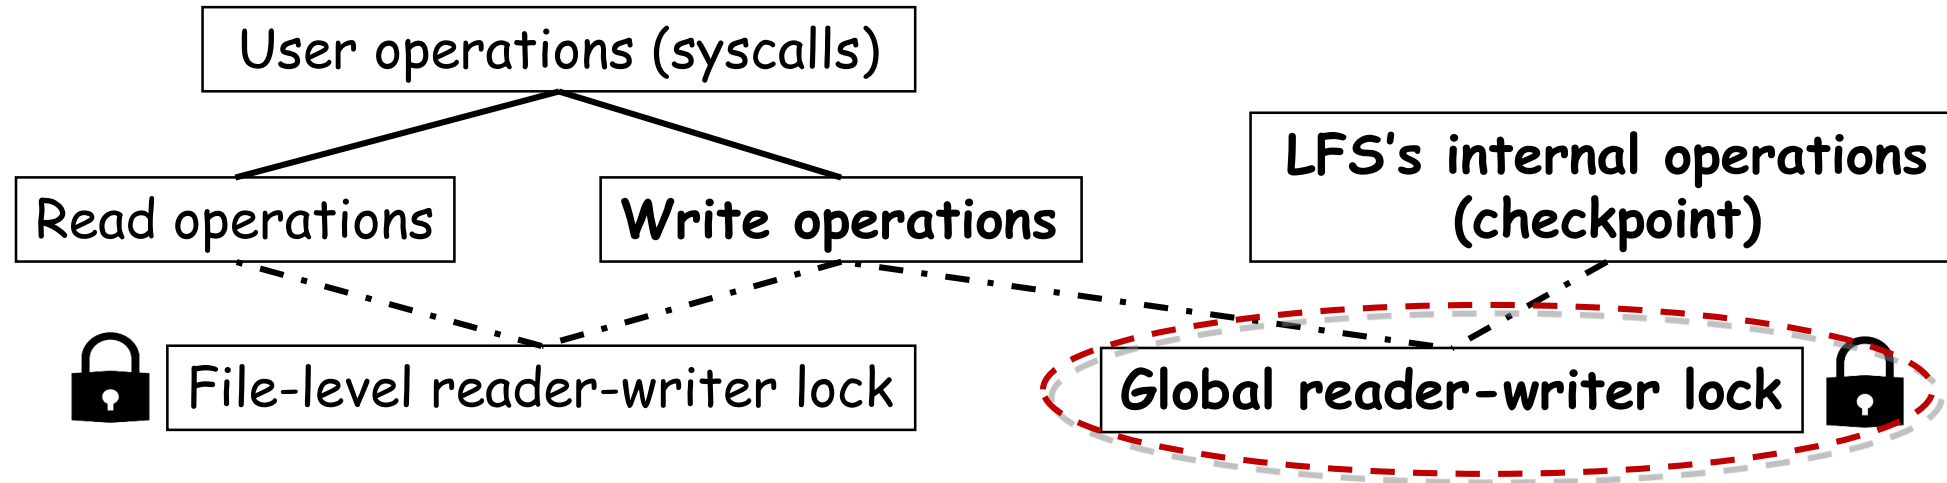 User operations (syscalls)
LFS's internal operations
(checkpoint)
Read operations
Write operations
File-level reader-writer lock
Global reader-writer lock